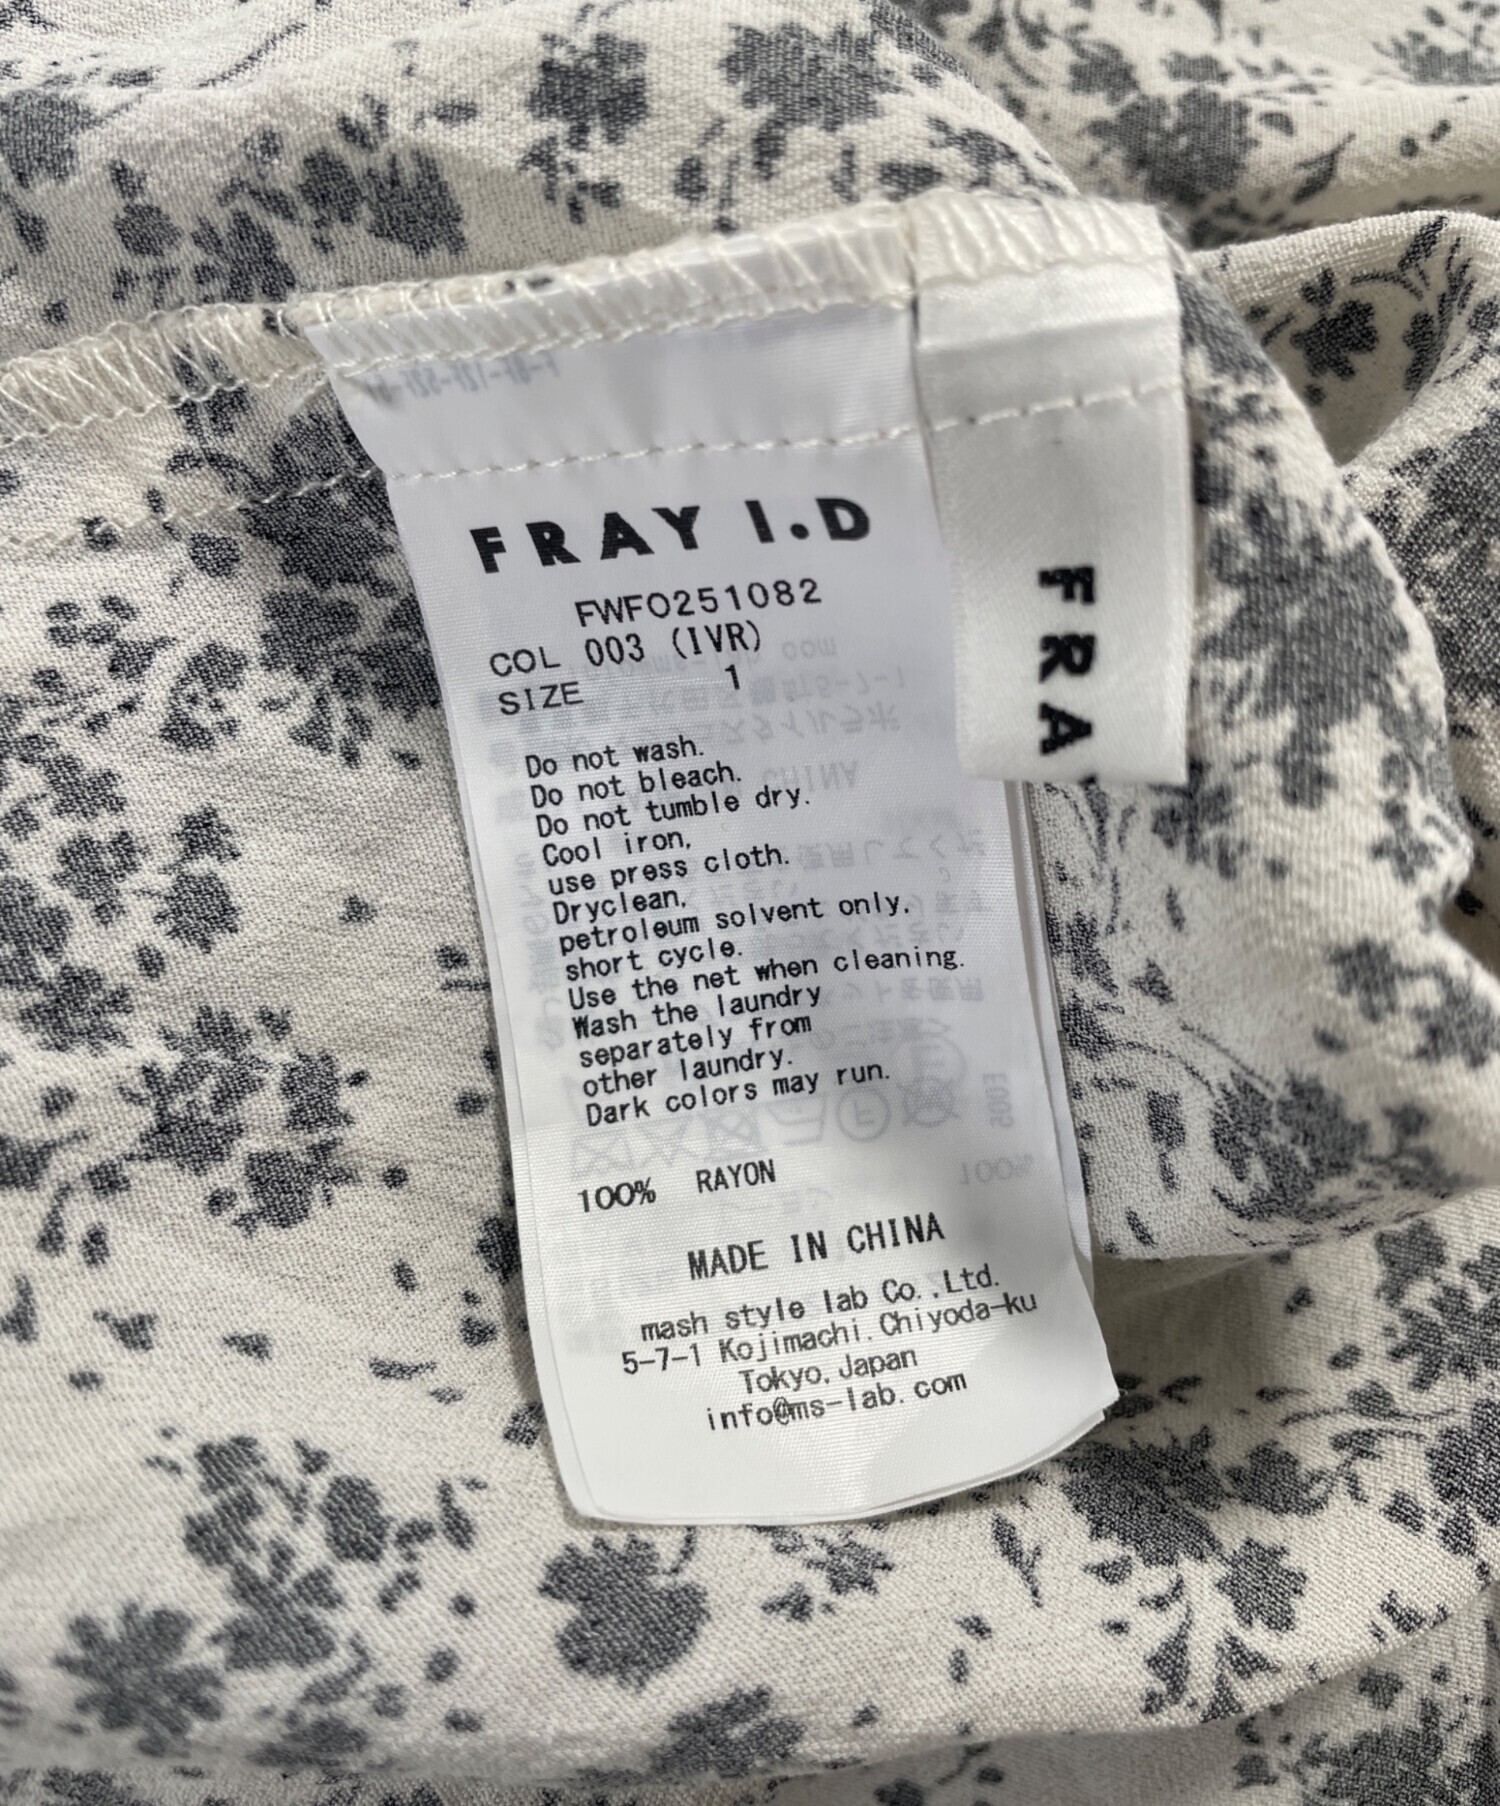 FRAY I.D
FWFO251082
COL 003 (IVR)
SIZE 1
Do not wash.
Do not bleach.
Do not tumble dry.
Cool iron,
use press cloth.
Dryclean,
petroleum solvent only,
short cycle.
Use the net when cleaning.
Wash the laundry
separately from
other laundry.
Dark colors may run.
100% RAYON
MADE IN CHINA
mash style lab Co.,Ltd.
5-7-1 Kojimachi.Chiyoda-ku
Tokyo,Japan
info@ms-lab.com
FRA